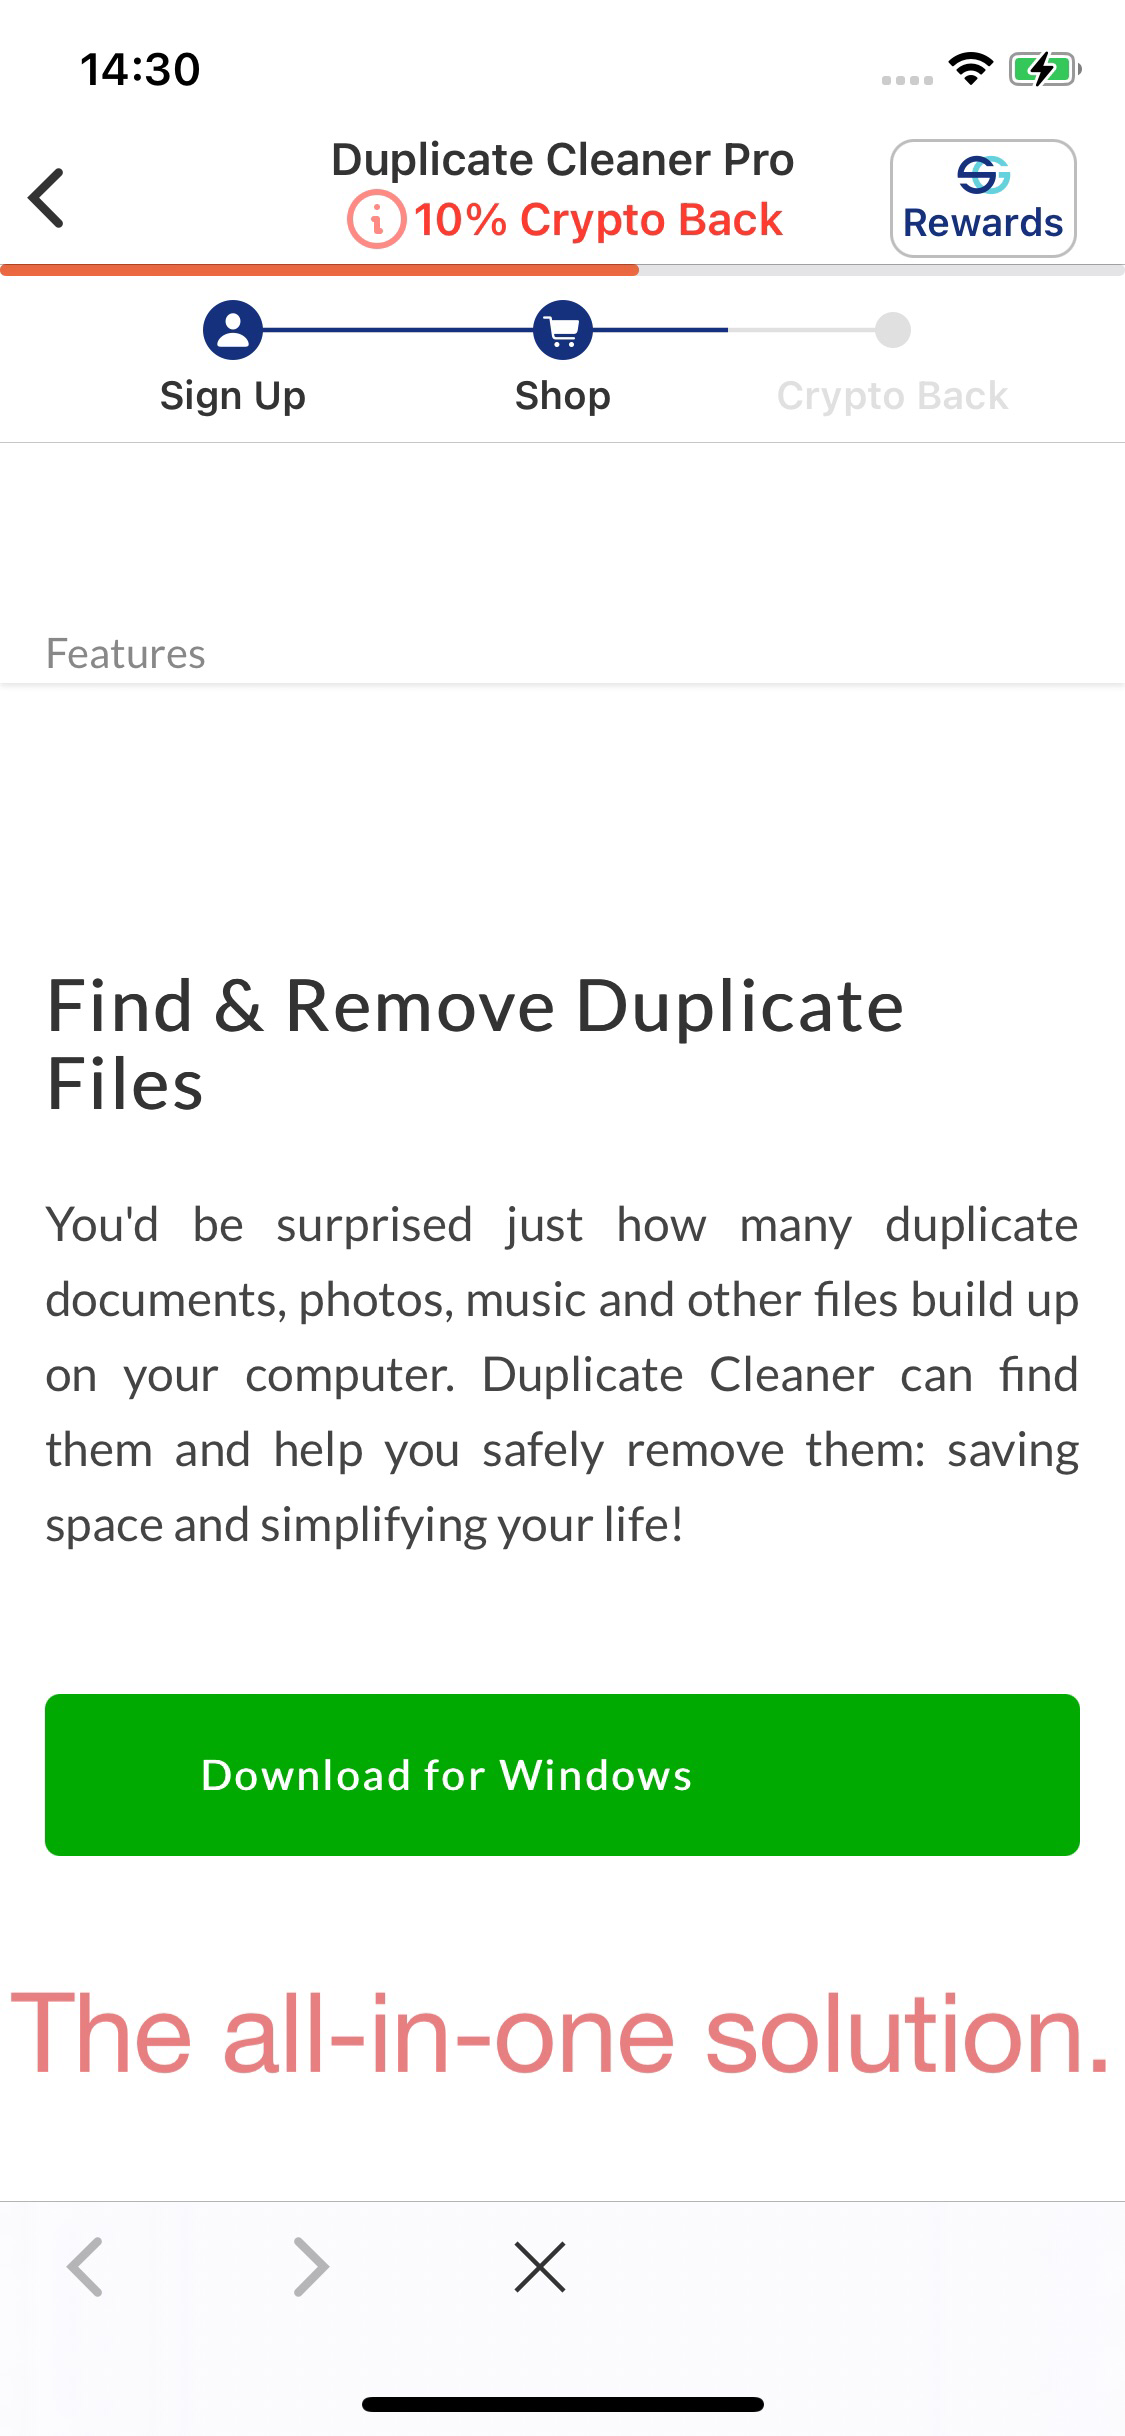 14:30
Duplicate Cleaner Pro
10% Crypto Back
Rewards
Sign Up
Shop
Crypto Back
Features
Find & Remove Duplicate
Files
You'd be surprised just how many duplicate
documents, photos, music and other files build up
on your computer. Duplicate Cleaner can find
them and help you safely remove them: saving
space and simplifying your life!
Download for Windows
The all-in-one solution.